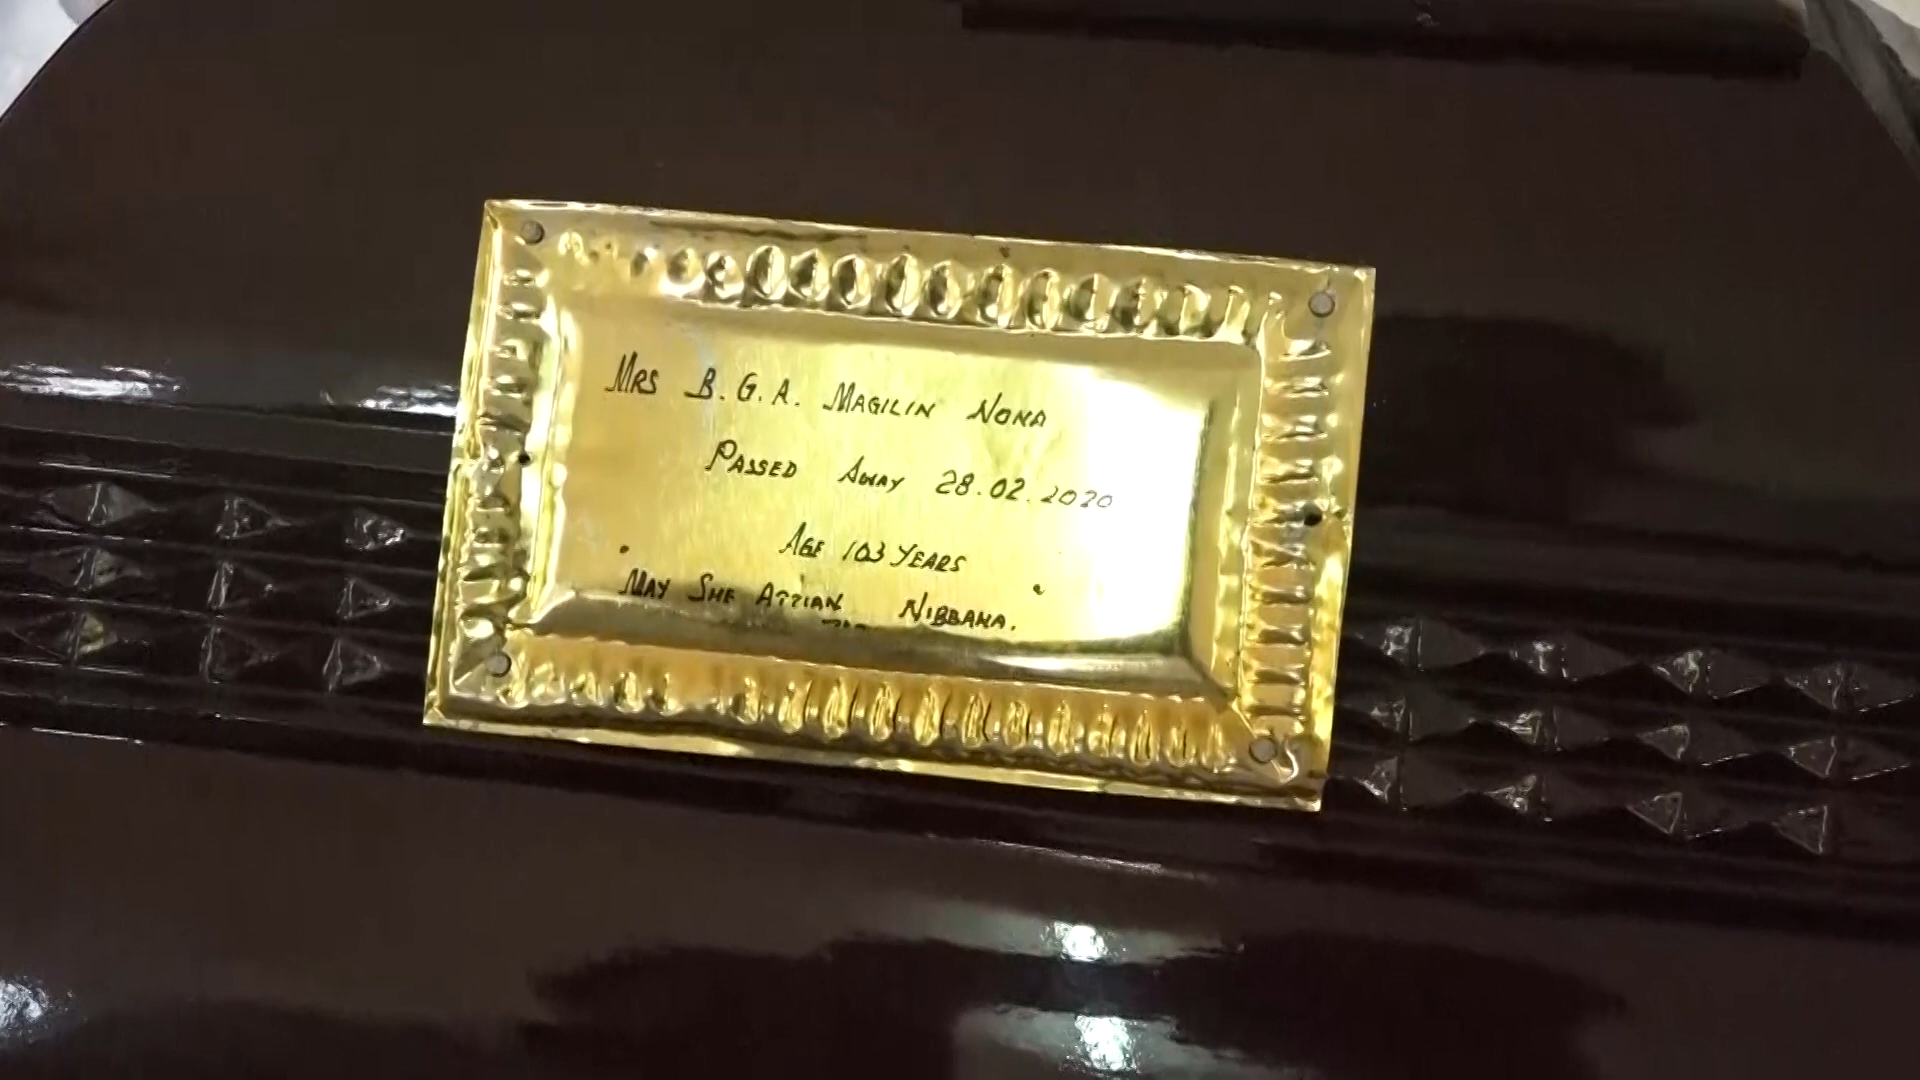 MRS B.G.A. MAGILIN NONA
PASSED AWAY 28.02.2020
AGE 103 YEARS
MAY SHE ATTIAN NIBBANA.